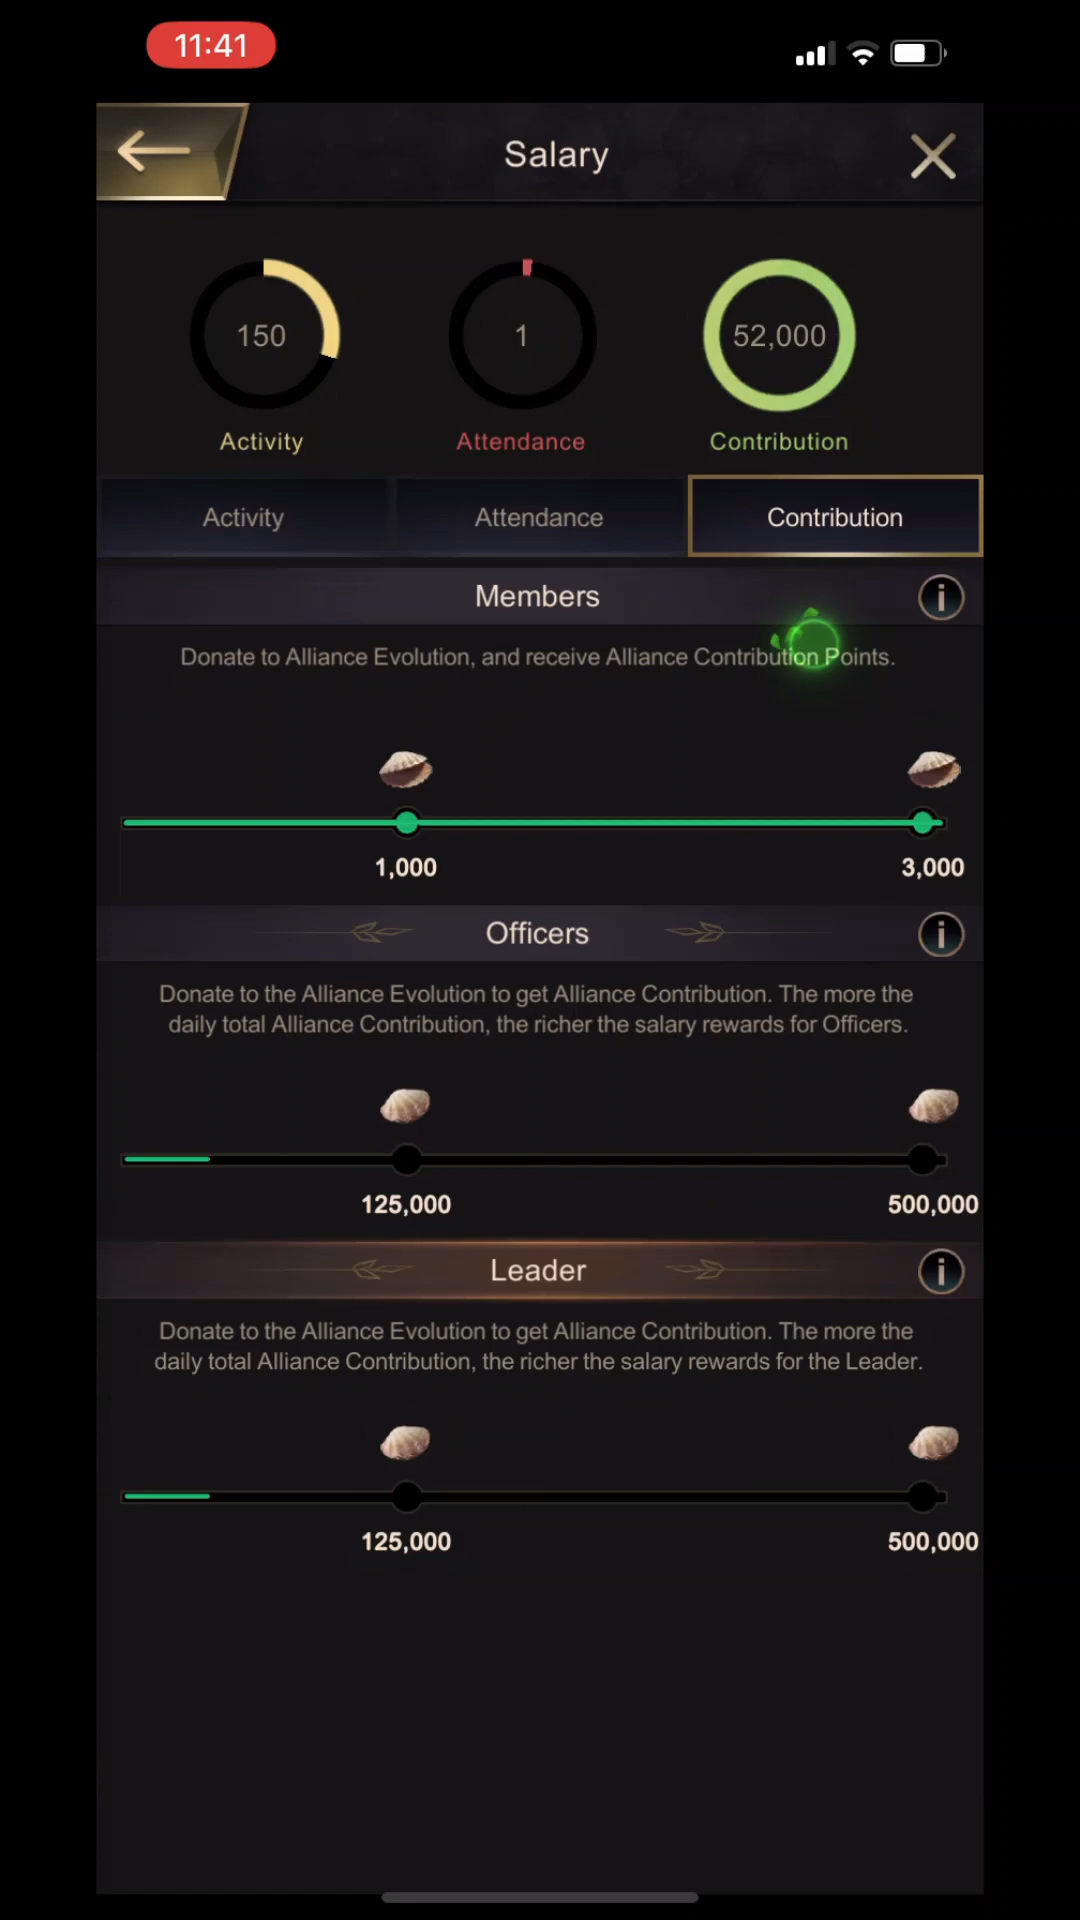 11:41
Salary
150
1
52,000
Activity
Attendance
Contribution
Activity
Attendance
Contribution
Members
Donate to Alliance Evolution, and receive Alliance Contribution Points.
1,000
3,000
Officers
Donate to the Alliance Evolution to get Alliance Contribution. The more the
daily total Alliance Contribution, the richer the salary rewards for Officers.
125,000
500,000
Leader
Donate to the Alliance Evolution to get Alliance Contribution. The more the
daily total Alliance Contribution, the richer the salary rewards for the Leader.
125,000
500,000